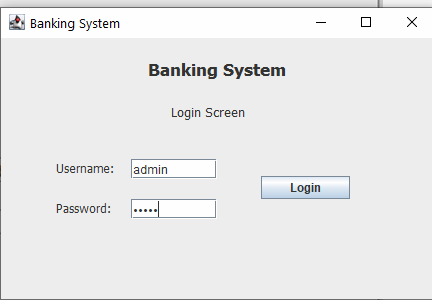 Banking System
Banking System
Login Screen
Username: admin
Password: •••••
Login